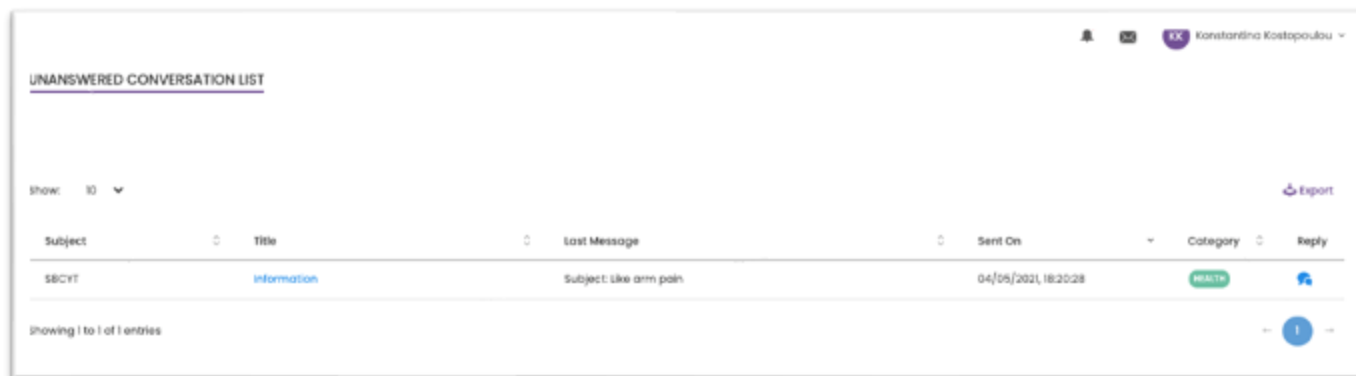 KK Konstantina Kostopoulou
UNANSWERED CONVERSATION LIST
Show: 10 Export
Subject Title Last Message Sent On Category Reply
SBCYT Information Subject: Like arm pain 04/05/2021, 18:20:28 HEALTH
Showing 1 to 1 of 1 entries ← 1 →